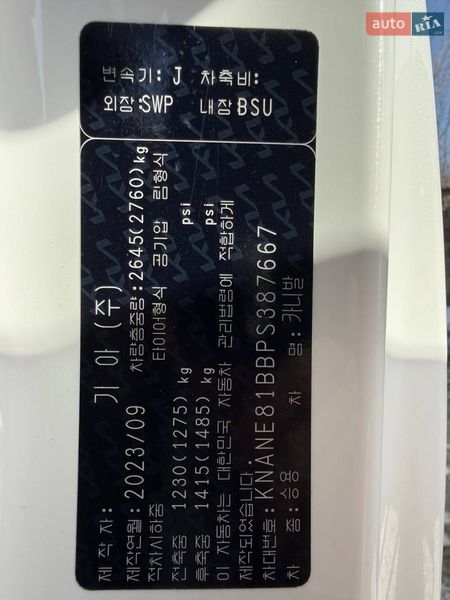 auto RIA .com
변속기: J 차축비:
외장:SWP 내장:BSU
제 작 자: 기 아 (주)
제작연월: 2023/09 차량총중량:2645(2760)kg
적차시하중 타이어형식 공기압 림형식
전축중 1230(1275) kg psi
후축중 1415(1485) kg psi
이 자동차는 대한민국 자동차 관리법령에 적합하게
제작되었습니다.
차대번호:KNANE81BBPS387667
차 종: 승용 차 명: 카니발